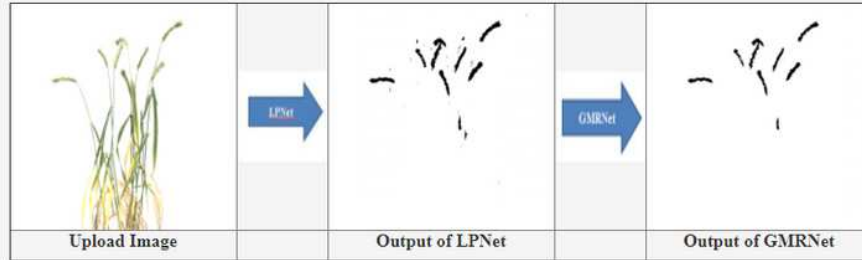 LPNet
GMRNet
Upload Image
Output of LPNet
Output of GMRNet